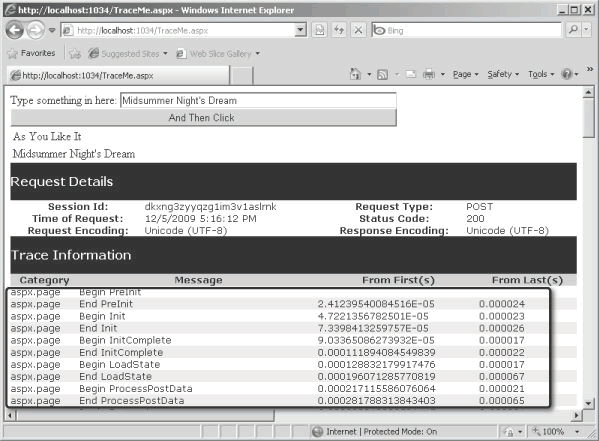 http://localhost:1034/TraceMe.aspx - Windows Internet Explorer
http://localhost:1034/TraceMe.aspx
Bing
Favorites Suggested Sites Web Slice Gallery
http://localhost:1034/TraceMe.aspx
Page Safety Tools
Type something in here: Midsummer Night's Dream
And Then Click
As You Like It
Midsummer Night's Dream
Request Details
Session Id: dkxng3zyyqzg1im3v1aslrnk Request Type: POST
Time of Request: 12/5/2009 5:16:12 PM Status Code: 200
Request Encoding: Unicode (UTF-8) Response Encoding: Unicode (UTF-8)
Trace Information
Category Message From First(s) From Last(s)
aspx.page Begin PreInit
aspx.page End PreInit 2.41239540084516E-05 0.000024
aspx.page Begin Init 4.7221356782501E-05 0.000023
aspx.page End Init 7.3398413259757E-05 0.000026
aspx.page Begin InitComplete 9.03365086273932E-05 0.000017
aspx.page End InitComplete 0.000111894084549839 0.000022
aspx.page Begin LoadState 0.000128832179917476 0.000017
aspx.page End LoadState 0.000196071285770819 0.000067
aspx.page Begin ProcessPostData 0.000217115586076064 0.000021
aspx.page End ProcessPostData 0.000281788313843403 0.000065
Internet | Protected Mode: On 100%